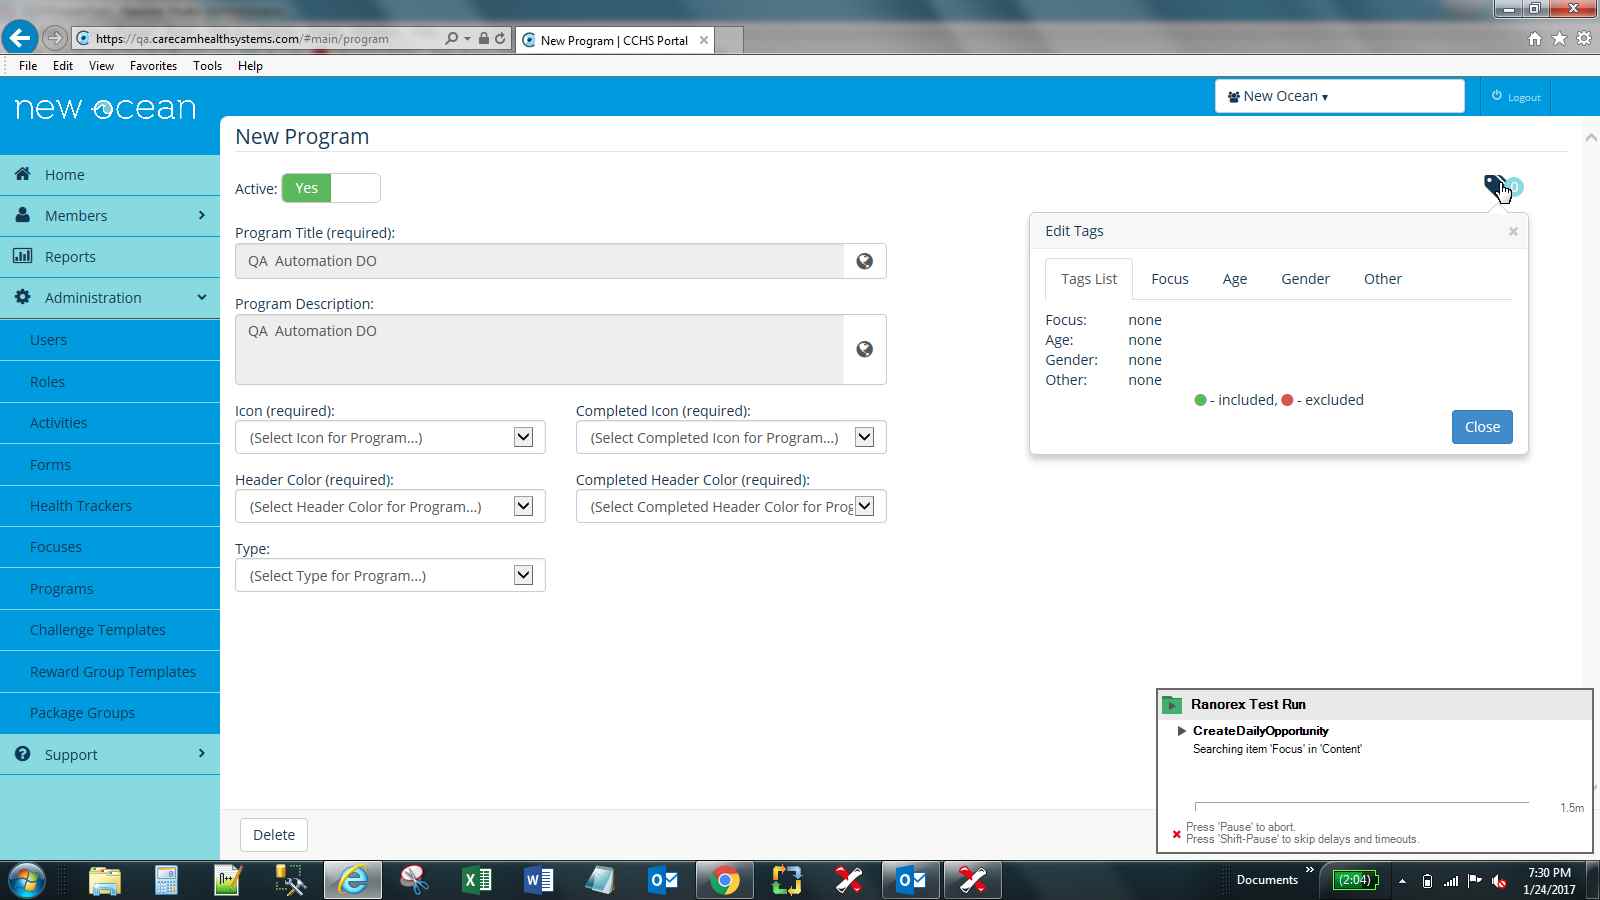 https://qa.carecamhealthsystems.com/#main/program
New Program | CCHS Portal
File Edit View Favorites Tools Help
new ocean
New Ocean
Logout
New Program
Home
Members
Reports
Administration
Users
Roles
Activities
Forms
Health Trackers
Focuses
Programs
Challenge Templates
Reward Group Templates
Package Groups
Support
Active: Yes
0
Program Title (required):
QA Automation DO
Program Description:
QA Automation DO
Icon (required): Completed Icon (required):
(Select Icon for Program...) (Select Completed Icon for Program...)
Header Color (required): Completed Header Color (required):
(Select Header Color for Program...) (Select Completed Header Color for Prog
Type:
(Select Type for Program...)
Edit Tags
Tags List Focus Age Gender Other
Focus: none
Age: none
Gender: none
Other: none
- included, - excluded
Close
Delete
Ranorex Test Run
CreateDailyOpportunity
Searching item 'Focus' in 'Content'
1.5m
Press 'Pause' to abort.
Press 'Shift-Pause' to skip delays and timeouts.
Documents
(2:04)
7:30 PM
1/24/2017